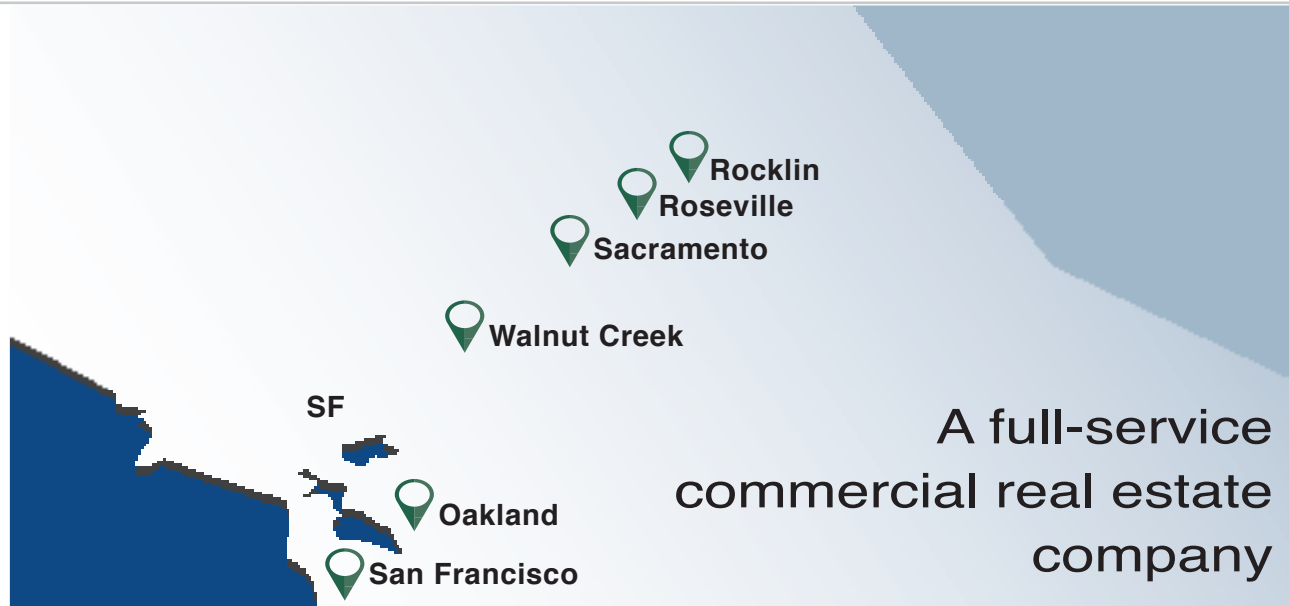 Rocklin
Roseville
Sacramento
Walnut Creek
SF
A full-service
commercial real estate
company
Oakland
San Francisco